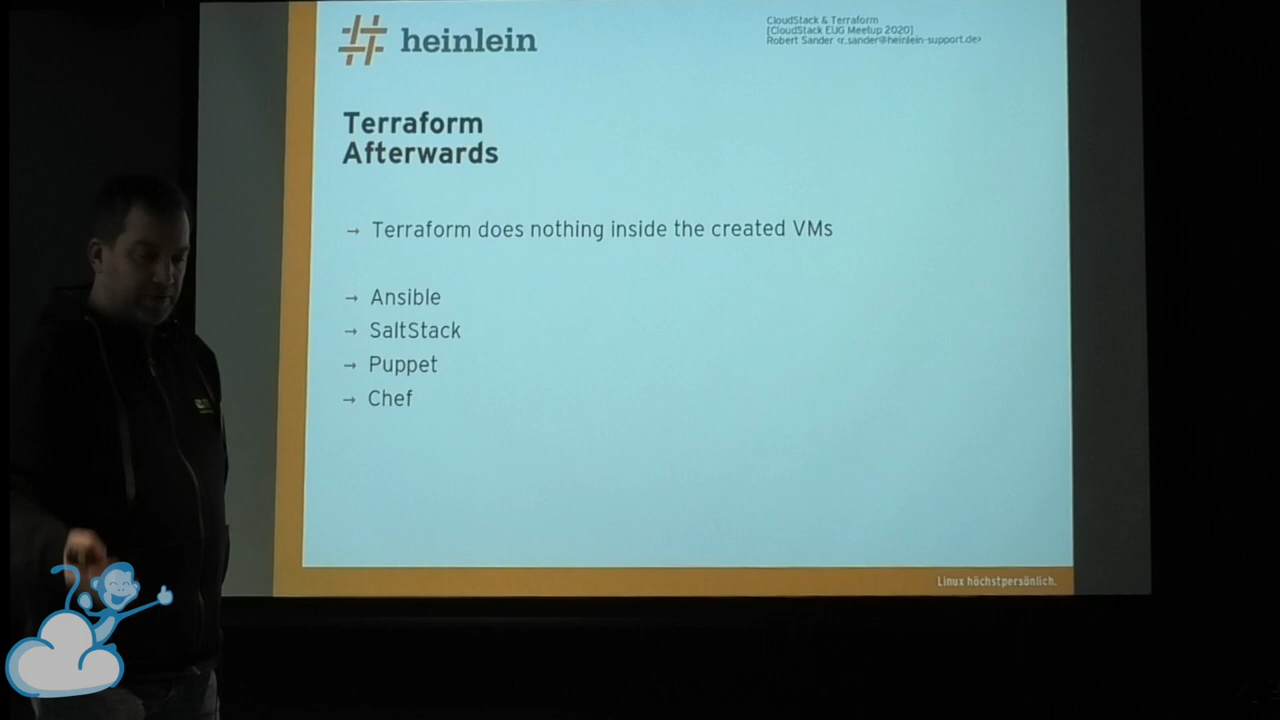 heinlein
CloudStack & Terraform
[CloudStack EUG Meetup 2020]
Robert Sander <r.sander@heinlein-support.de>
Terraform
Afterwards
→ Terraform does nothing inside the created VMs
→ Ansible
→ SaltStack
→ Puppet
→ Chef
Linux höchstpersönlich.